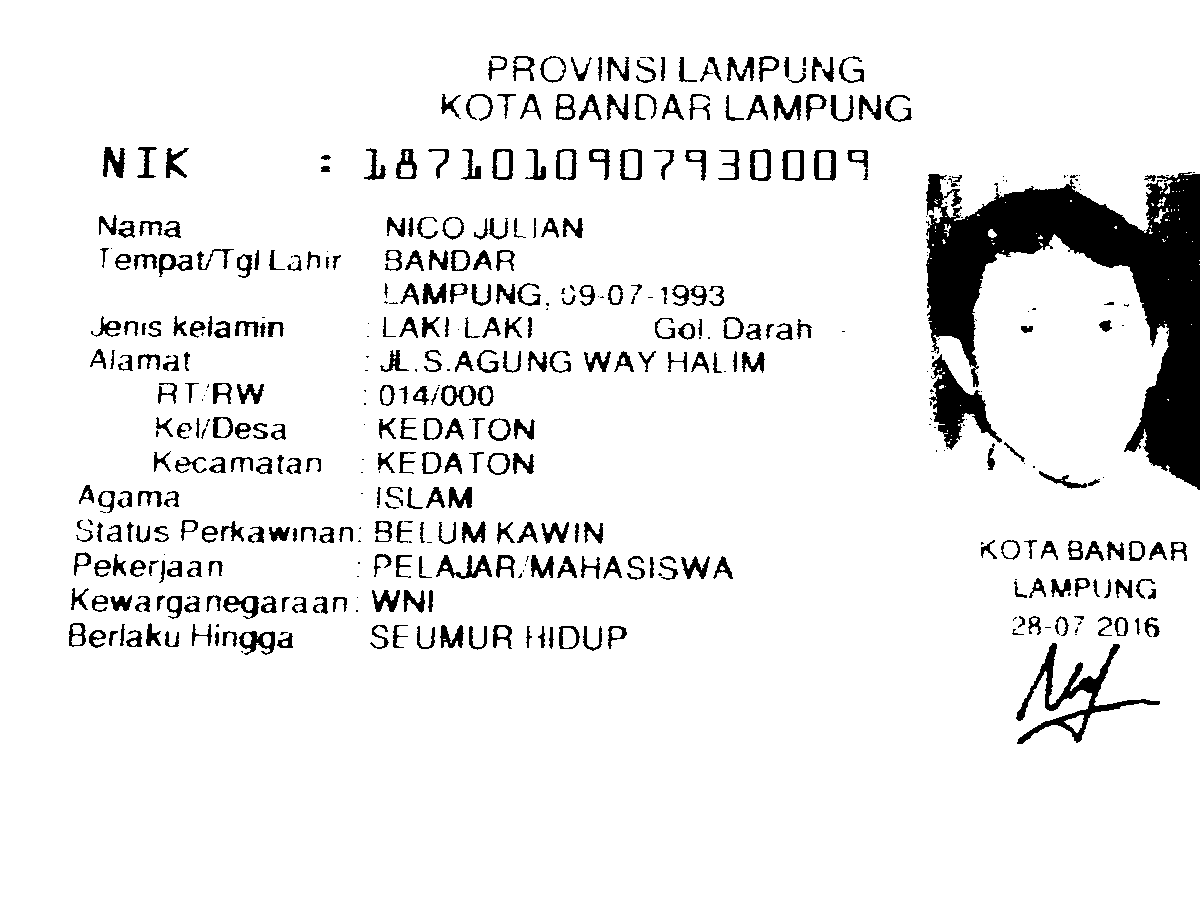 PROVINSI LAMPUNG
KOTA BANDAR LAMPUNG
NIK : 1871010907930009
Nama NICO JULIAN
Tempat/Tgl Lahir BANDAR
LAMPUNG, 09-07-1993
Jenis kelamin : LAKI LAKI Gol. Darah -
Alamat : JL.S.AGUNG WAY HALIM
RT/RW : 014/000
Kel/Desa : KEDATON
Kecamatan : KEDATON
Agama : ISLAM
Status Perkawinan: BELUM KAWIN
Pekerjaan : PELAJAR/MAHASISWA
Kewarganegaraan: WNI
Berlaku Hingga SEUMUR HIDUP
KOTA BANDAR
LAMPUNG
28-07 2016